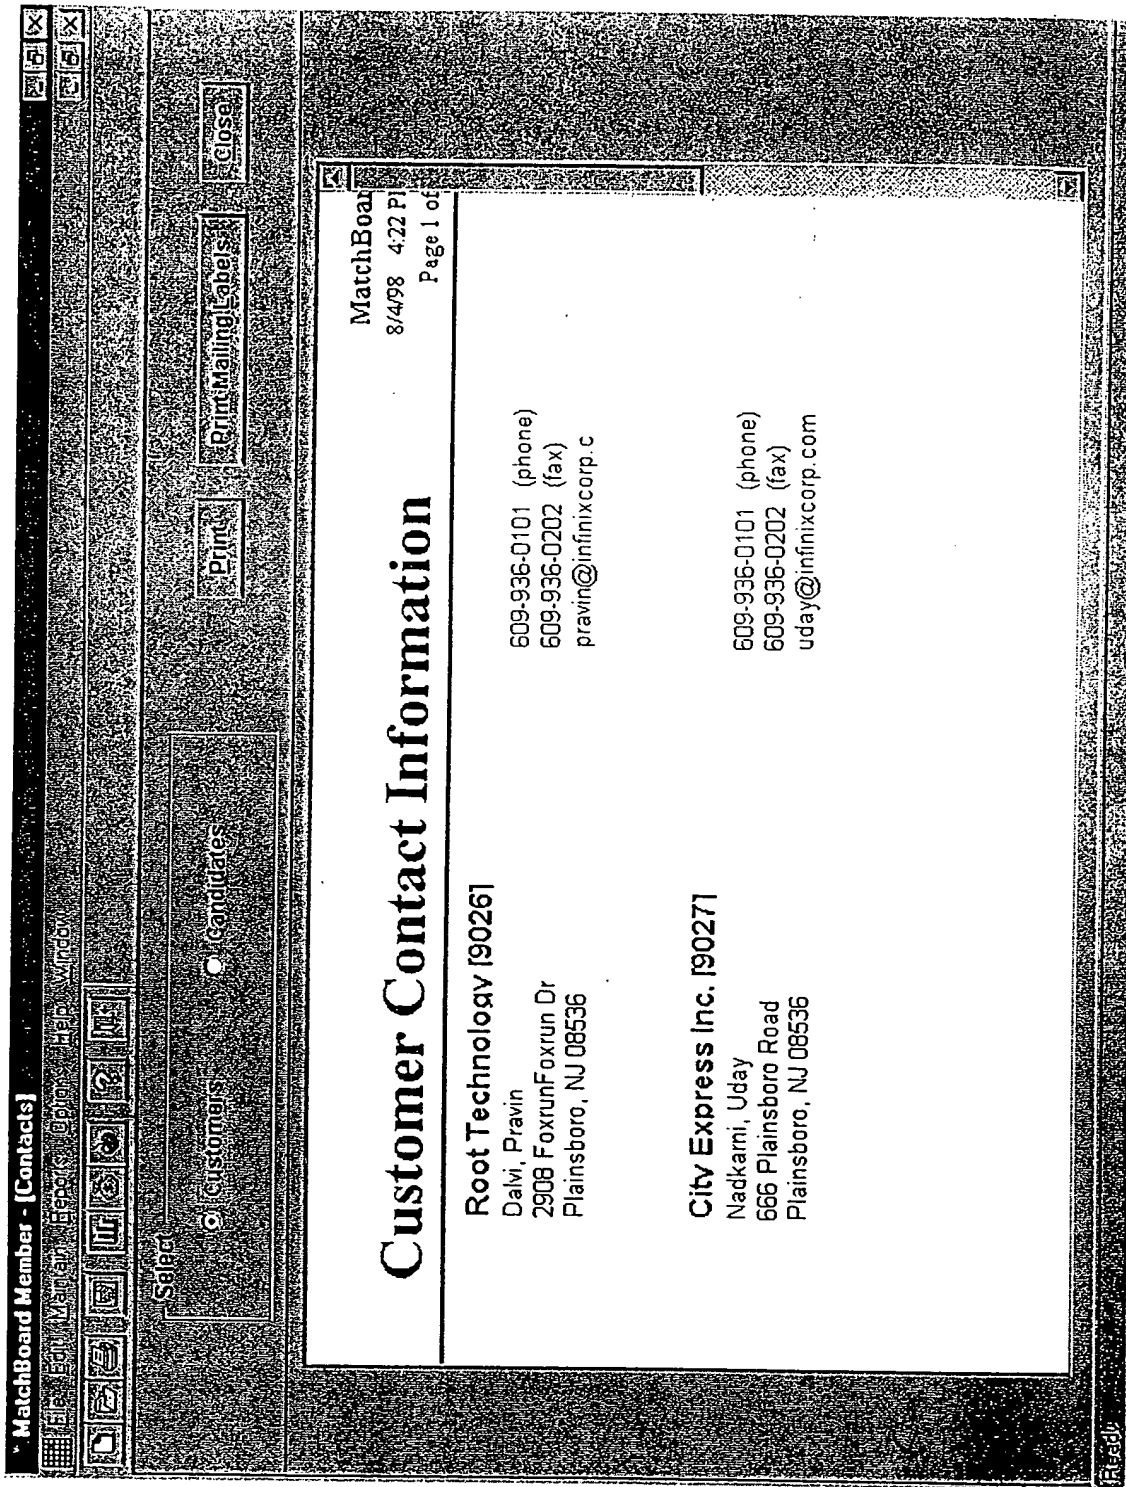 MatchBoard Member - [Contacts]
File Edit Maintain Reports Options Help Window
Select
Customers
Candidates
Print
Print Mailing Labels
Close
MatchBoar
8/4/98 4:22 PI
Page 1 of
Customer Contact Information
Root Technology [9026]
Dalvi, Pravin
2908 FoxrunFoxrun Dr
Plainsboro, NJ 08536
609-936-0101 (phone)
609-936-0202 (fax)
pravin@infinixcorp.c
City Express Inc. [9027]
Nadkarni, Uday
666 Plainsboro Road
Plainsboro, NJ 08536
609-936-0101 (phone)
609-936-0202 (fax)
uday@infinixcorp.com
Ready